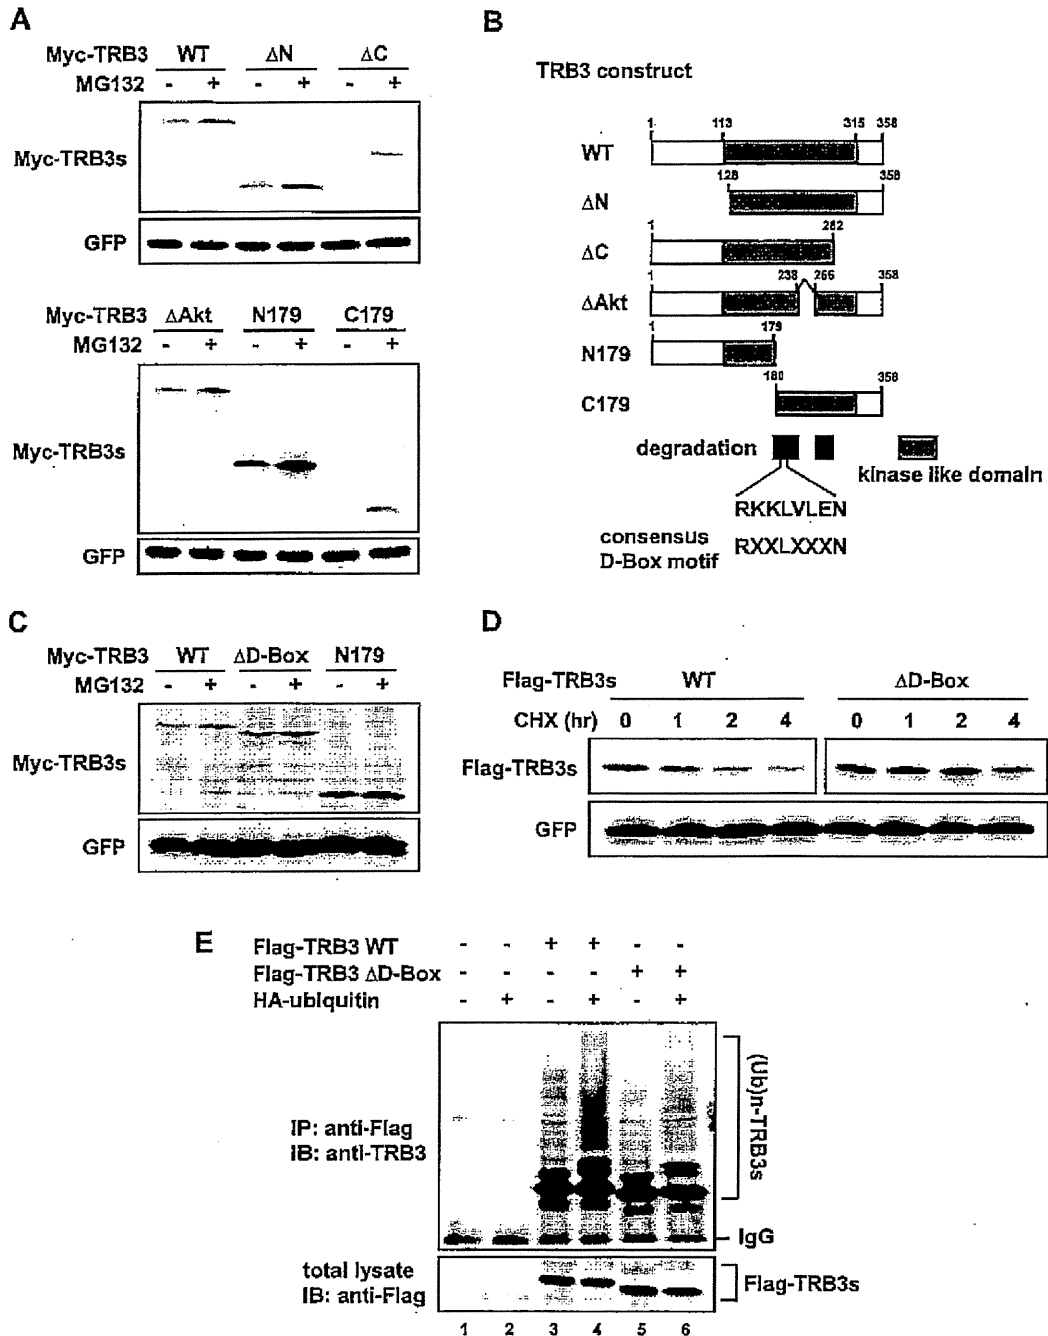 A
Myc-TRB3 WT ΔN ΔC
MG132 - + - + - +
Myc-TRB3s
GFP
Myc-TRB3 ΔAkt N179 C179
MG132 - + - + - +
Myc-TRB3s
GFP
B
TRB3 construct
1 113 315 358
WT
128 358
ΔN
1 282
ΔC
1 238 266 358
ΔAkt
1 179
N179
180 358
C179
degradation
kinase like domain
RKKLVLEN
consensus
D-Box motif
RXXLXXXN
C
Myc-TRB3 WT ΔD-Box N179
MG132 - + - + - +
Myc-TRB3s
GFP
D
Flag-TRB3s WT ΔD-Box
CHX (hr) 0 1 2 4 0 1 2 4
Flag-TRB3s
GFP
E
Flag-TRB3 WT - - + + - -
Flag-TRB3 ΔD-Box - - - - + +
HA-ubiquitin - + - + - +
IP: anti-Flag
IB: anti-TRB3
(Ub)n-TRB3s
IgG
total lysate
IB: anti-Flag
Flag-TRB3s
1 2 3 4 5 6